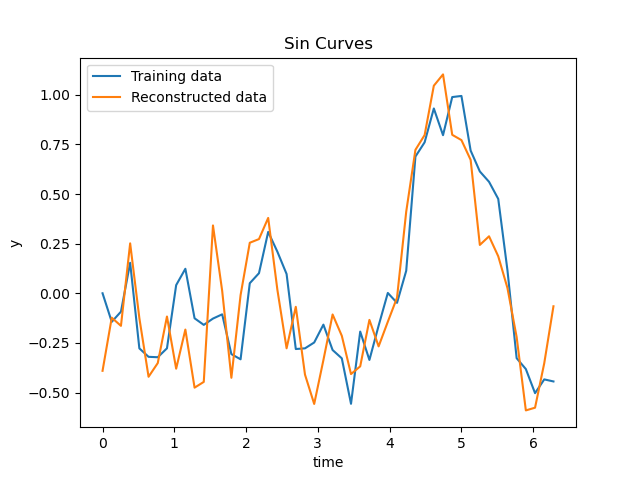 Sin Curves
Training data
Reconstructed data
1.00
0.75
0.50
0.25
0.00
−0.25
−0.50
y
0 1 2 3 4 5 6
time